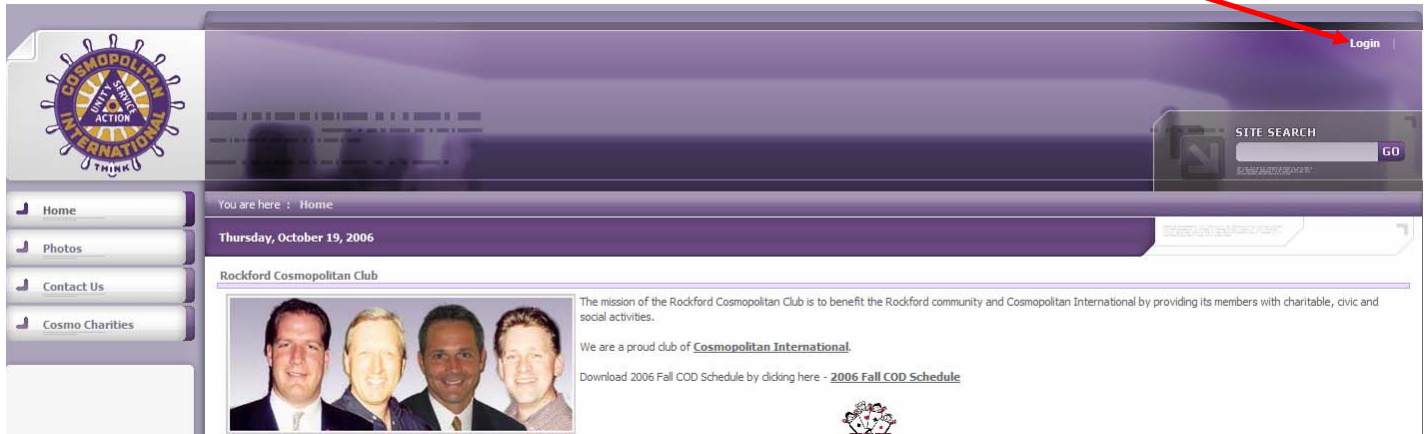 COSMOPOLITAN
INTERNATIONAL
UNITY
SERVICE
ACTION
THINK
Login |
SITE SEARCH
GO
Home
Photos
Contact Us
Cosmo Charities
You are here : Home
Thursday, October 19, 2006
Rockford Cosmopolitan Club
The mission of the Rockford Cosmopolitan Club is to benefit the Rockford community and Cosmopolitan International by providing its members with charitable, civic and
social activities.
We are a proud club of Cosmopolitan International.
Download 2006 Fall COD Schedule by clicking here - 2006 Fall COD Schedule